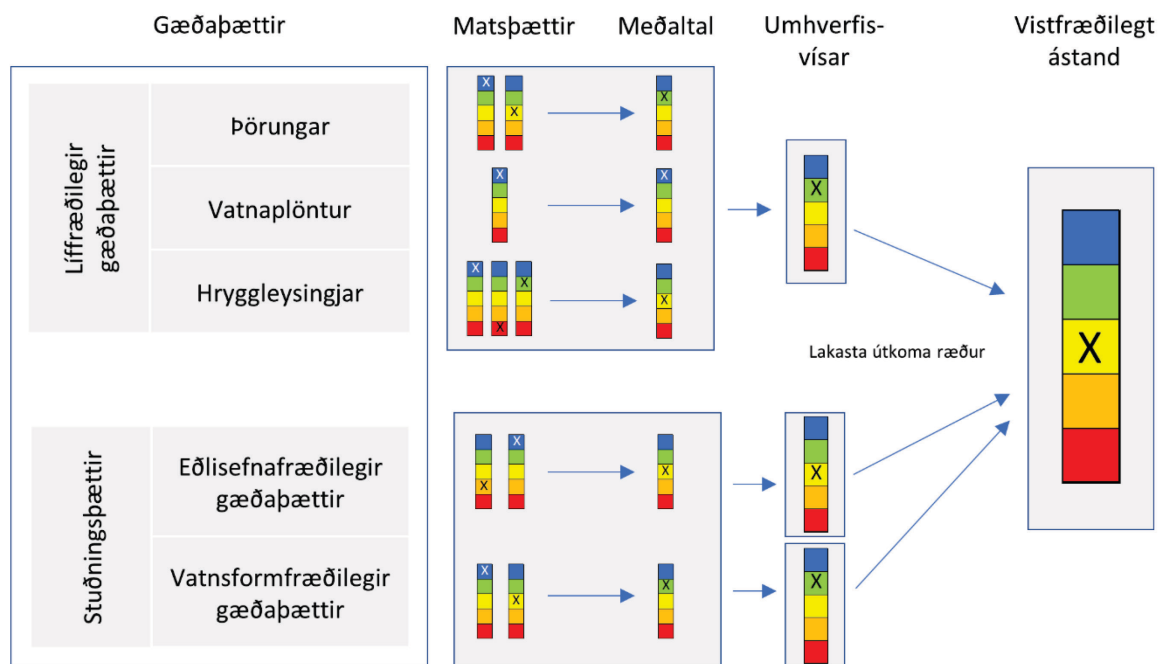 Gæðaþættir
Matsþættir
Meðaltal
Umhverfis-
vísar
Vistfræðilegt
ástand
Líffræðilegir
gæðaþættir
Þörungar
X
X
X
Vatnaplöntur
X
X
X
Hryggleysingjar
X
X
X
X
Lakasta útkoma ræður
X
Stuðningsþættir
Eðlisefnafræðilegir
gæðaþættir
X
X
X
X
Vatnsformfræðilegir
gæðaþættir
X
X
X
X